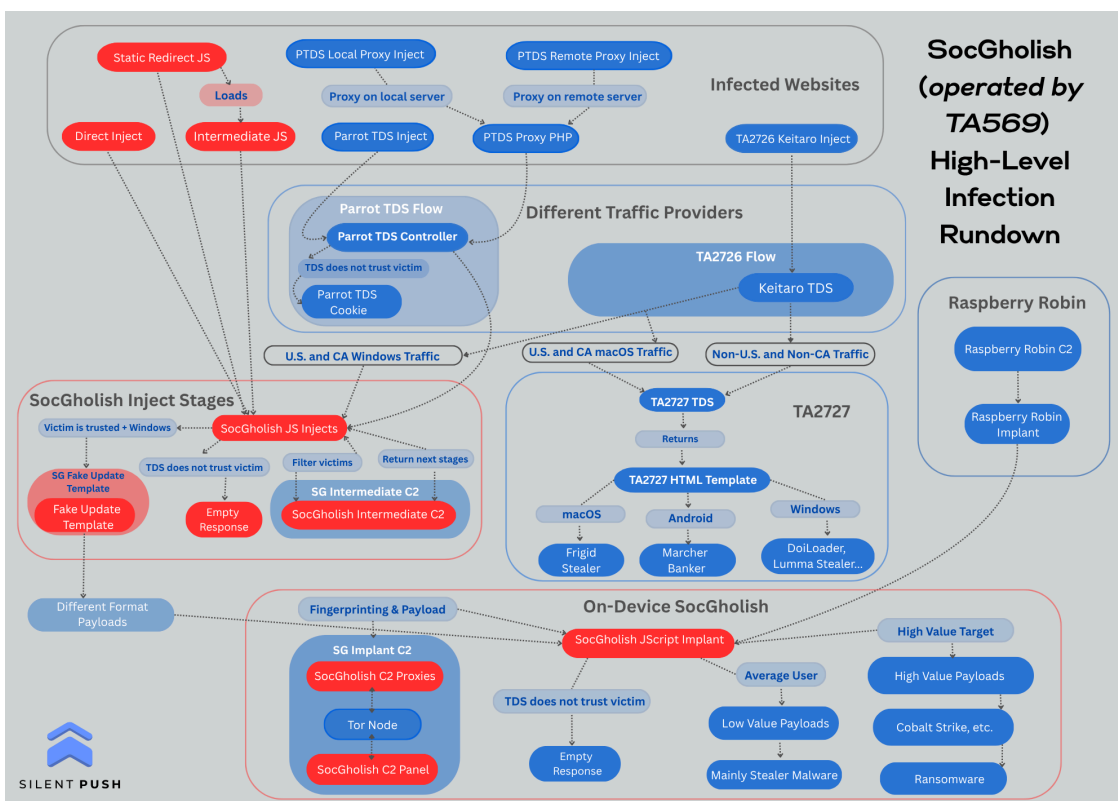 SocGholish
(operated by
TA569)
High-Level
Infection
Rundown
Infected Websites
Static Redirect JS
PTDS Local Proxy Inject
PTDS Remote Proxy Inject
Loads
Proxy on local server
Proxy on remote server
Direct Inject
Intermediate JS
Parrot TDS Inject
PTDS Proxy PHP
TA2726 Keitaro Inject
Different Traffic Providers
Parrot TDS Flow
Parrot TDS Controller
TDS does not trust victim
Parrot TDS
Cookie
TA2726 Flow
Keitaro TDS
Raspberry Robin
Raspberry Robin C2
Raspberry Robin
Implant
U.S. and CA Windows Traffic
U.S. and CA macOS Traffic
Non-U.S. and Non-CA Traffic
SocGholish Inject Stages
SocGholish JS Injects
Victim is trusted + Windows
TDS does not trust victim
Filter victims
Return next stages
SG Fake Update
Template
Fake Update
Template
Empty
Response
SG Intermediate C2
SocGholish Intermediate C2
TA2727
TA2727 TDS
Returns
TA2727 HTML Template
macOS
Android
Windows
Frigid
Stealer
Marcher
Banker
DoiLoader,
Lumma Stealer...
Different Format
Payloads
On-Device SocGholish
Fingerprinting & Payload
SG Implant C2
SocGholish C2 Proxies
Tor Node
SocGholish C2 Panel
SocGholish JScript Implant
TDS does not trust victim
Empty
Response
Average User
Low Value Payloads
Mainly Stealer Malware
High Value Target
High Value Payloads
Cobalt Strike, etc.
Ransomware
SILENT PUSH